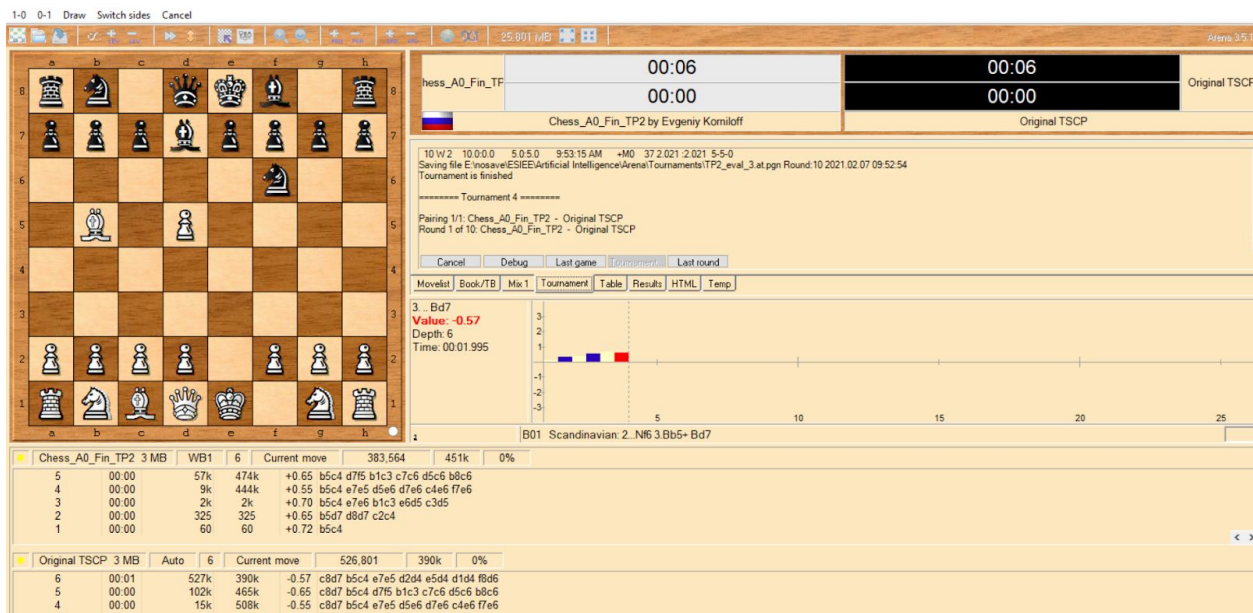 1-0 0-1 Draw Switch sides Cancel
25.001 MB
Arena 3.5.1
a b c d e f g h
8 8
7 7
6 6
5 5
4 4
3 3
2 2
1 1
a b c d e f g h
hess_A0_Fin_TP 00:06 00:06 Original TSCP
00:00 00:00
Chess_A0_Fin_TP2 by Evgeniy Korniloff Original TSCP
10 W 2 10.0:0.0 5.0:5.0 9:53:15 AM +M0 37 2.021 :2.021 5-5-0
Saving file E:\nosave\ESIEE\Artificial Intelligence\Arena\Tournaments\TP2_eval_3.at.pgn Round:10 2021.02.07 09:52:54
Tournament is finished
======== Tournament 4 ========
Pairing 1/1: Chess_A0_Fin_TP2 - Original TSCP
Round 1 of 10: Chess_A0_Fin_TP2 - Original TSCP
Cancel Debug Last game Tournament... Last round
Movelist Book/TB Mix 1 Tournament Table Results HTML Temp
3. .. Bd7
Value: -0.57
Depth: 6
Time: 00:01.995
3
2
1
-1
-2
-3
5 10 15 20 25
B01 Scandinavian: 2...Nf6 3.Bb5+ Bd7
Chess_A0_Fin_TP2 3 MB WB1 6 Current move 383,564 451k 0%
5 00:00 57k 474k +0.65 b5c4 d7f5 b1c3 c7c6 d5c6 b8c6
4 00:00 9k 444k +0.55 b5c4 e7e5 d5e6 d7e6 c4e6 f7e6
3 00:00 2k 2k +0.70 b5c4 e7e6 b1c3 e6d5 c3d5
2 00:00 325 325 +0.65 b5d7 d8d7 c2c4
1 00:00 60 60 +0.72 b5c4
Original TSCP 3 MB Auto 6 Current move 526,801 390k 0%
6 00:01 527k 390k -0.57 c8d7 b5c4 e7e5 d2d4 e5d4 d1d4 f8d6
5 00:00 102k 465k -0.65 c8d7 b5c4 d7f5 b1c3 c7c6 d5c6 b8c6
4 00:00 15k 508k -0.55 c8d7 b5c4 e7e5 d5e6 d7e6 c4e6 f7e6